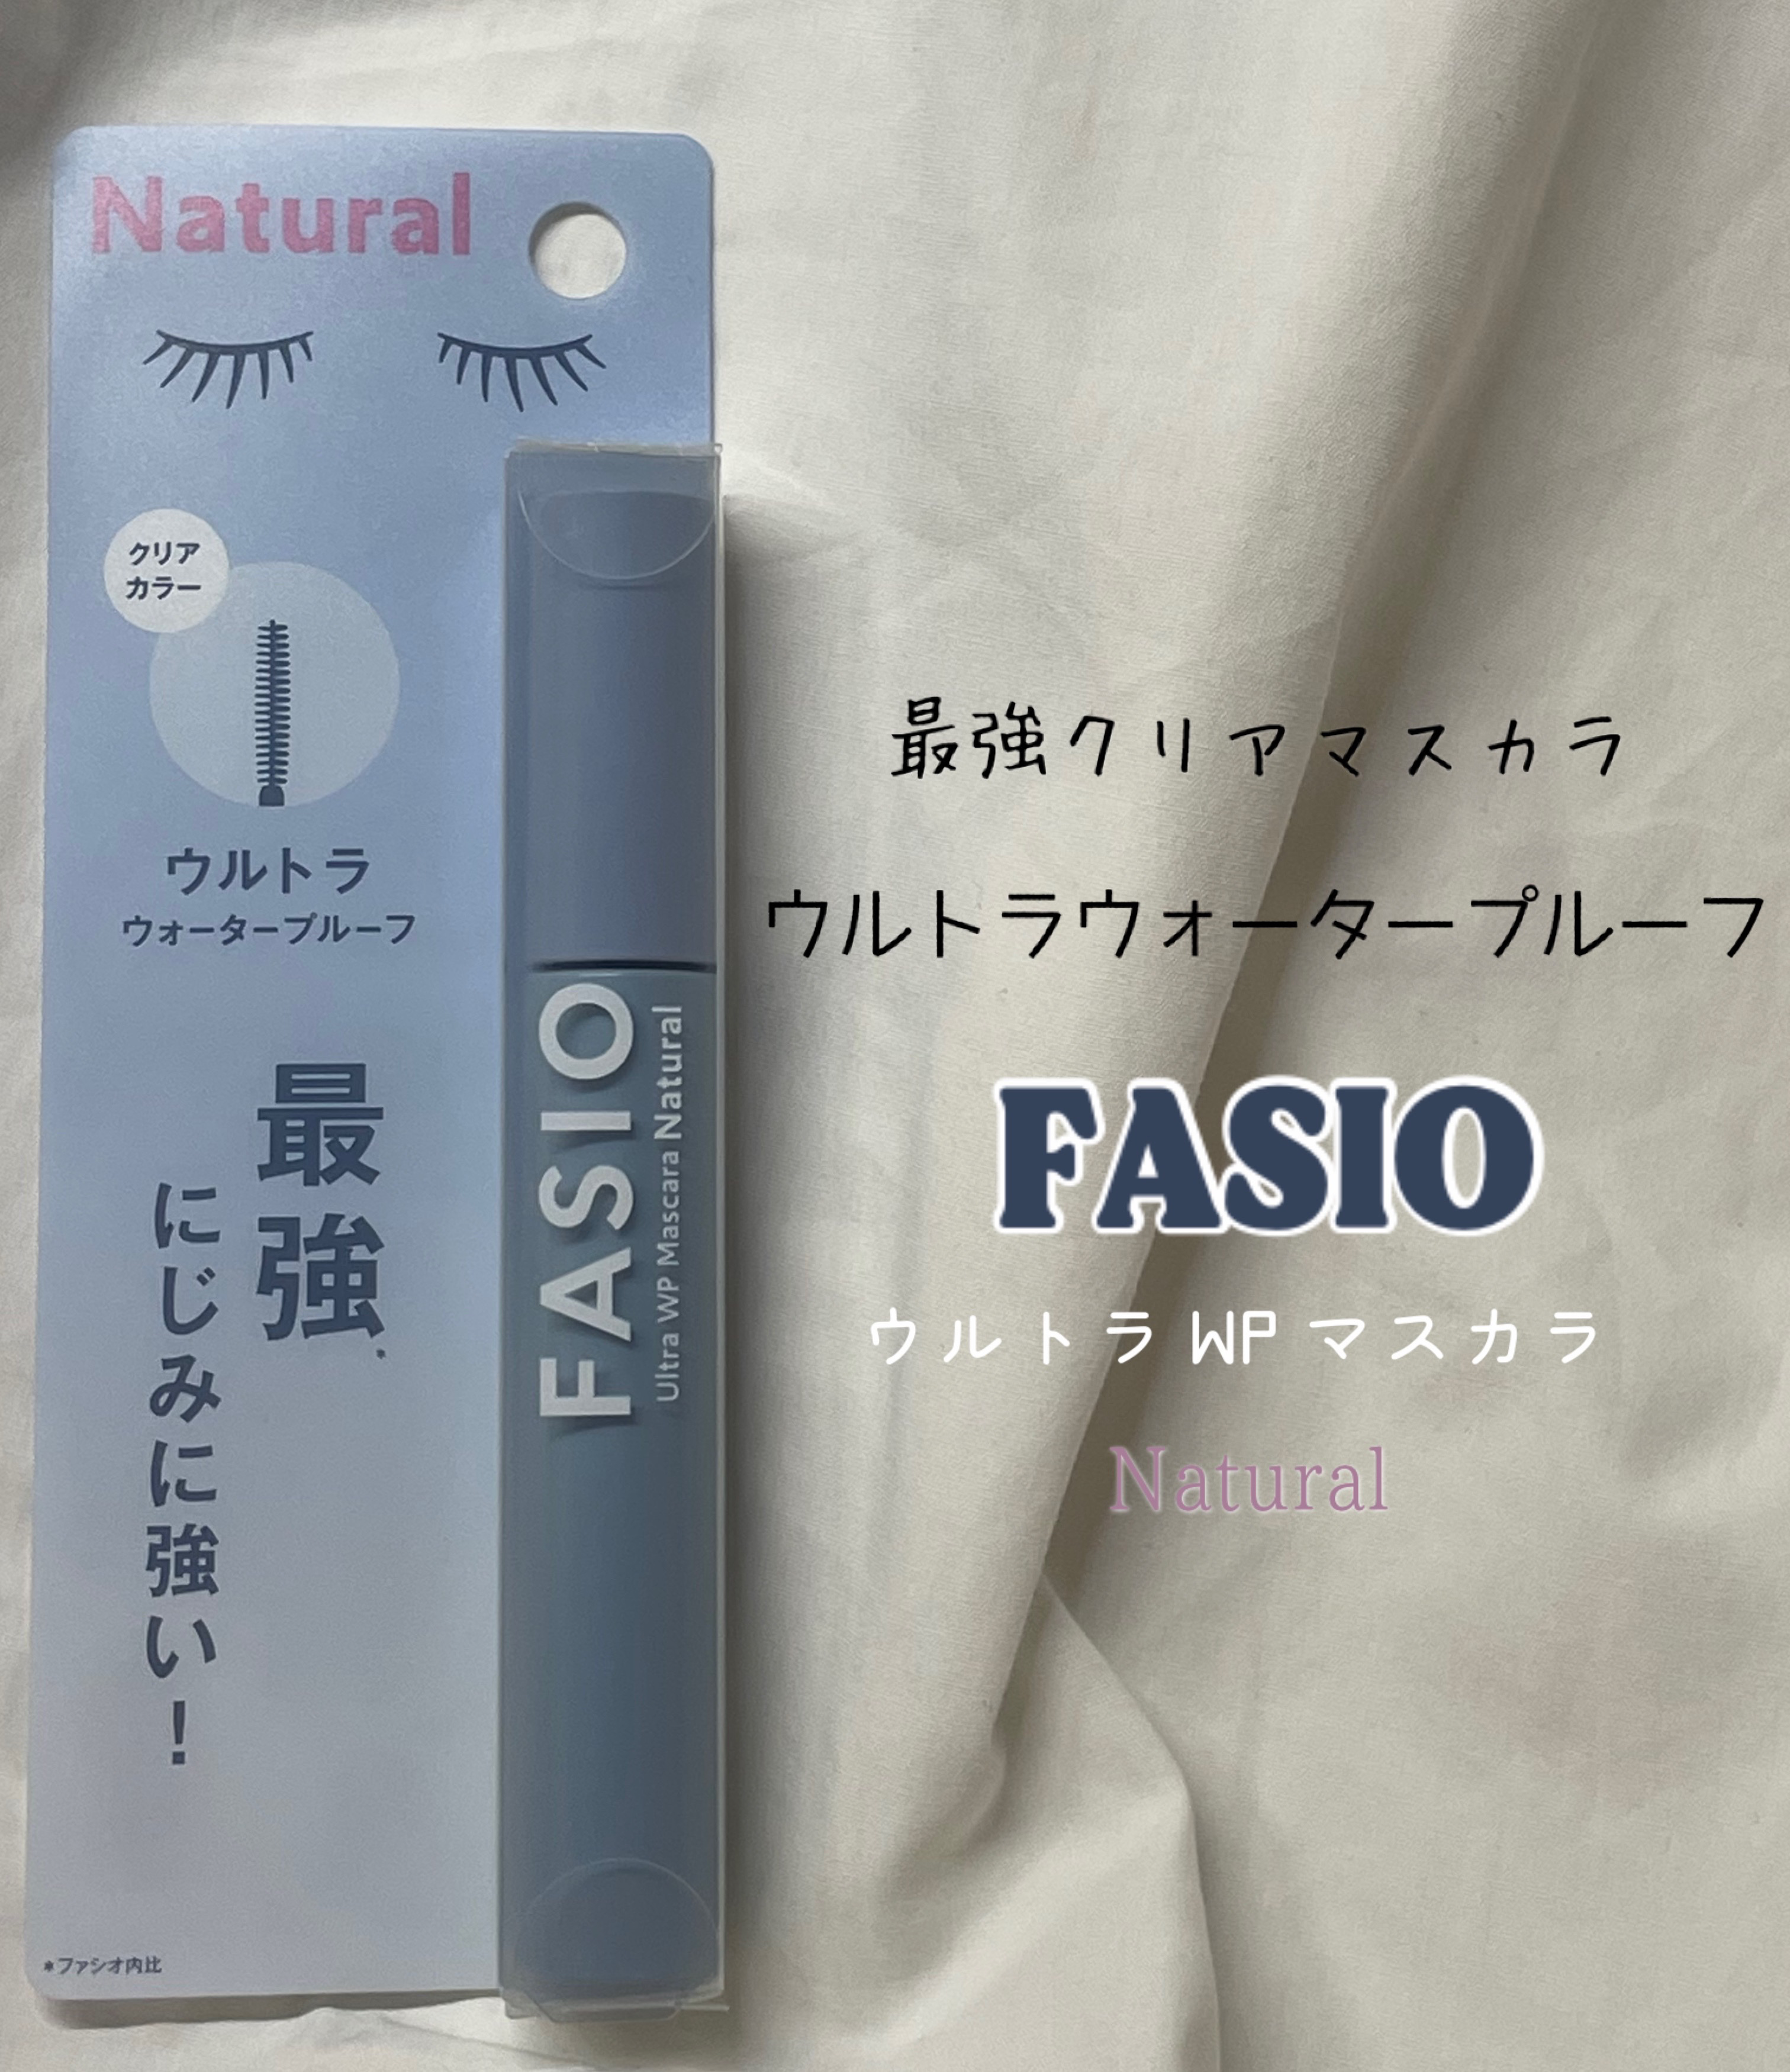 Natural
クリア
カラー
ウルトラ
ウォータープルーフ
最強*
にじみに強い!
*ファシオ内比
FASIO
Ultra WP Mascara Natural
最強クリアマスカラ
ウルトラウォータープルーフ
FASIO
ウルトラWPマスカラ
Natural